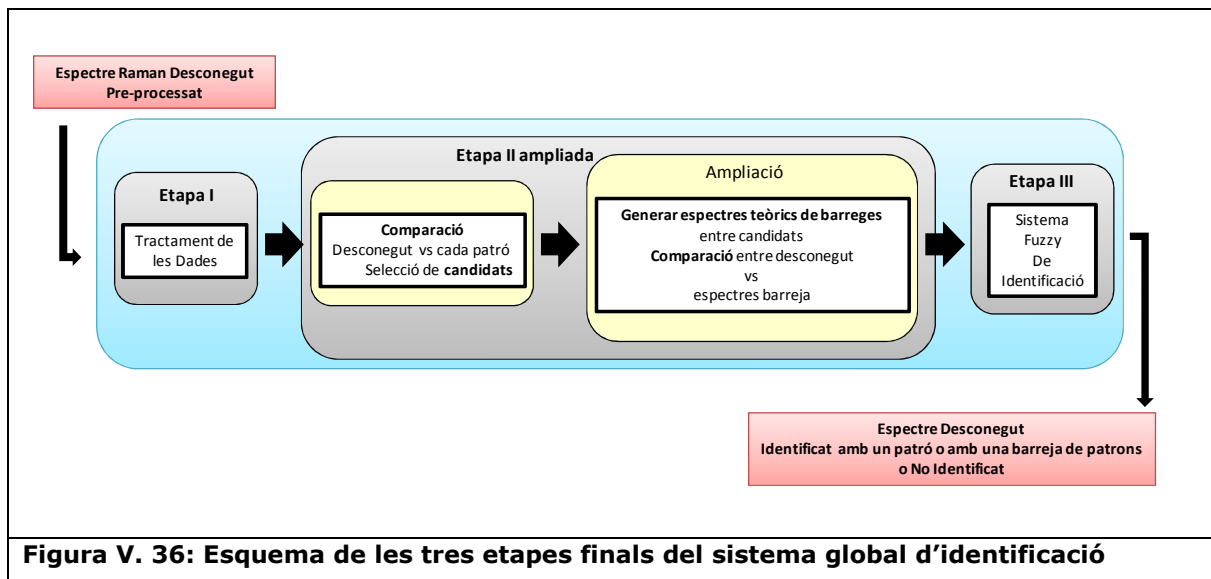 Espectre Raman Desconegut
Pre-processat
Etapa I
Tractament de
les Dades
Etapa II ampliada
Comparació
Desconegut vs cada patró
Selecció de candidats
Ampliació
Generar espectres teòrics de barreges
entre candidats
Comparació entre desconegut
vs
espectres barreja
Etapa III
Sistema
Fuzzy
De
Identificació
Espectre Desconegut
Identificat amb un patró o amb una barreja de patrons
o No Identificat
Figura V. 36: Esquema de les tres etapes finals del sistema global d’identificació